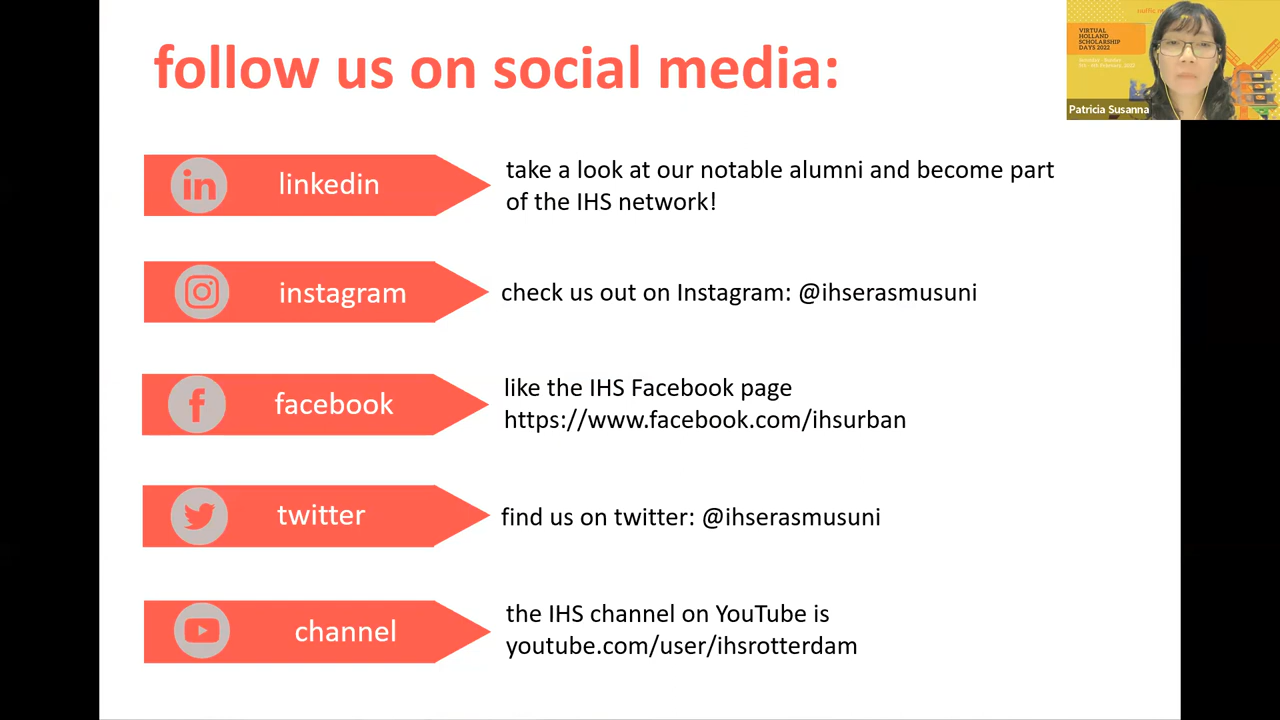 follow us on social media:
VIRTUAL
HOLLAND
SCHOLARSHIP
DAYS 2022
Patricia Susanna
in linkedin
take a look at our notable alumni and become part
of the IHS network!
instagram
check us out on Instagram: @ihserasmusuni
f facebook
like the IHS Facebook page
https://www.facebook.com/ihsurban
twitter
find us on twitter: @ihserasmusuni
channel
the IHS channel on YouTube is
youtube.com/user/ihsrotterdam